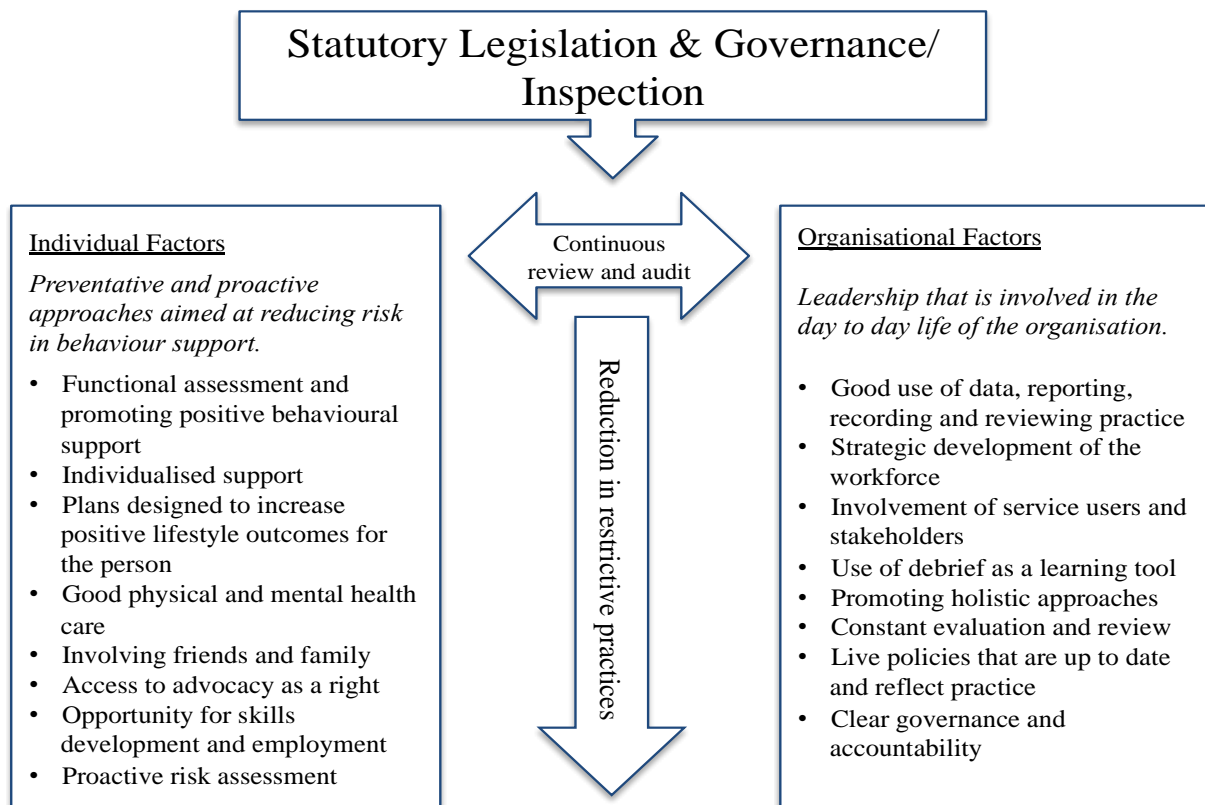 Statutory Legislation & Governance/
Inspection
Individual Factors
Preventative and proactive
approaches aimed at reducing risk
in behaviour support.
• Functional assessment and
promoting positive behavioural
support
• Individualised support
• Plans designed to increase
positive lifestyle outcomes for
the person
• Good physical and mental health
care
• Involving friends and family
• Access to advocacy as a right
• Opportunity for skills
development and employment
• Proactive risk assessment
Continuous
review and audit
Reduction in restrictive practices
Organisational Factors
Leadership that is involved in the
day to day life of the organisation.
• Good use of data, reporting,
recording and reviewing practice
• Strategic development of the
workforce
• Involvement of service users and
stakeholders
• Use of debrief as a learning tool
• Promoting holistic approaches
• Constant evaluation and review
• Live policies that are up to date
and reflect practice
• Clear governance and
accountability